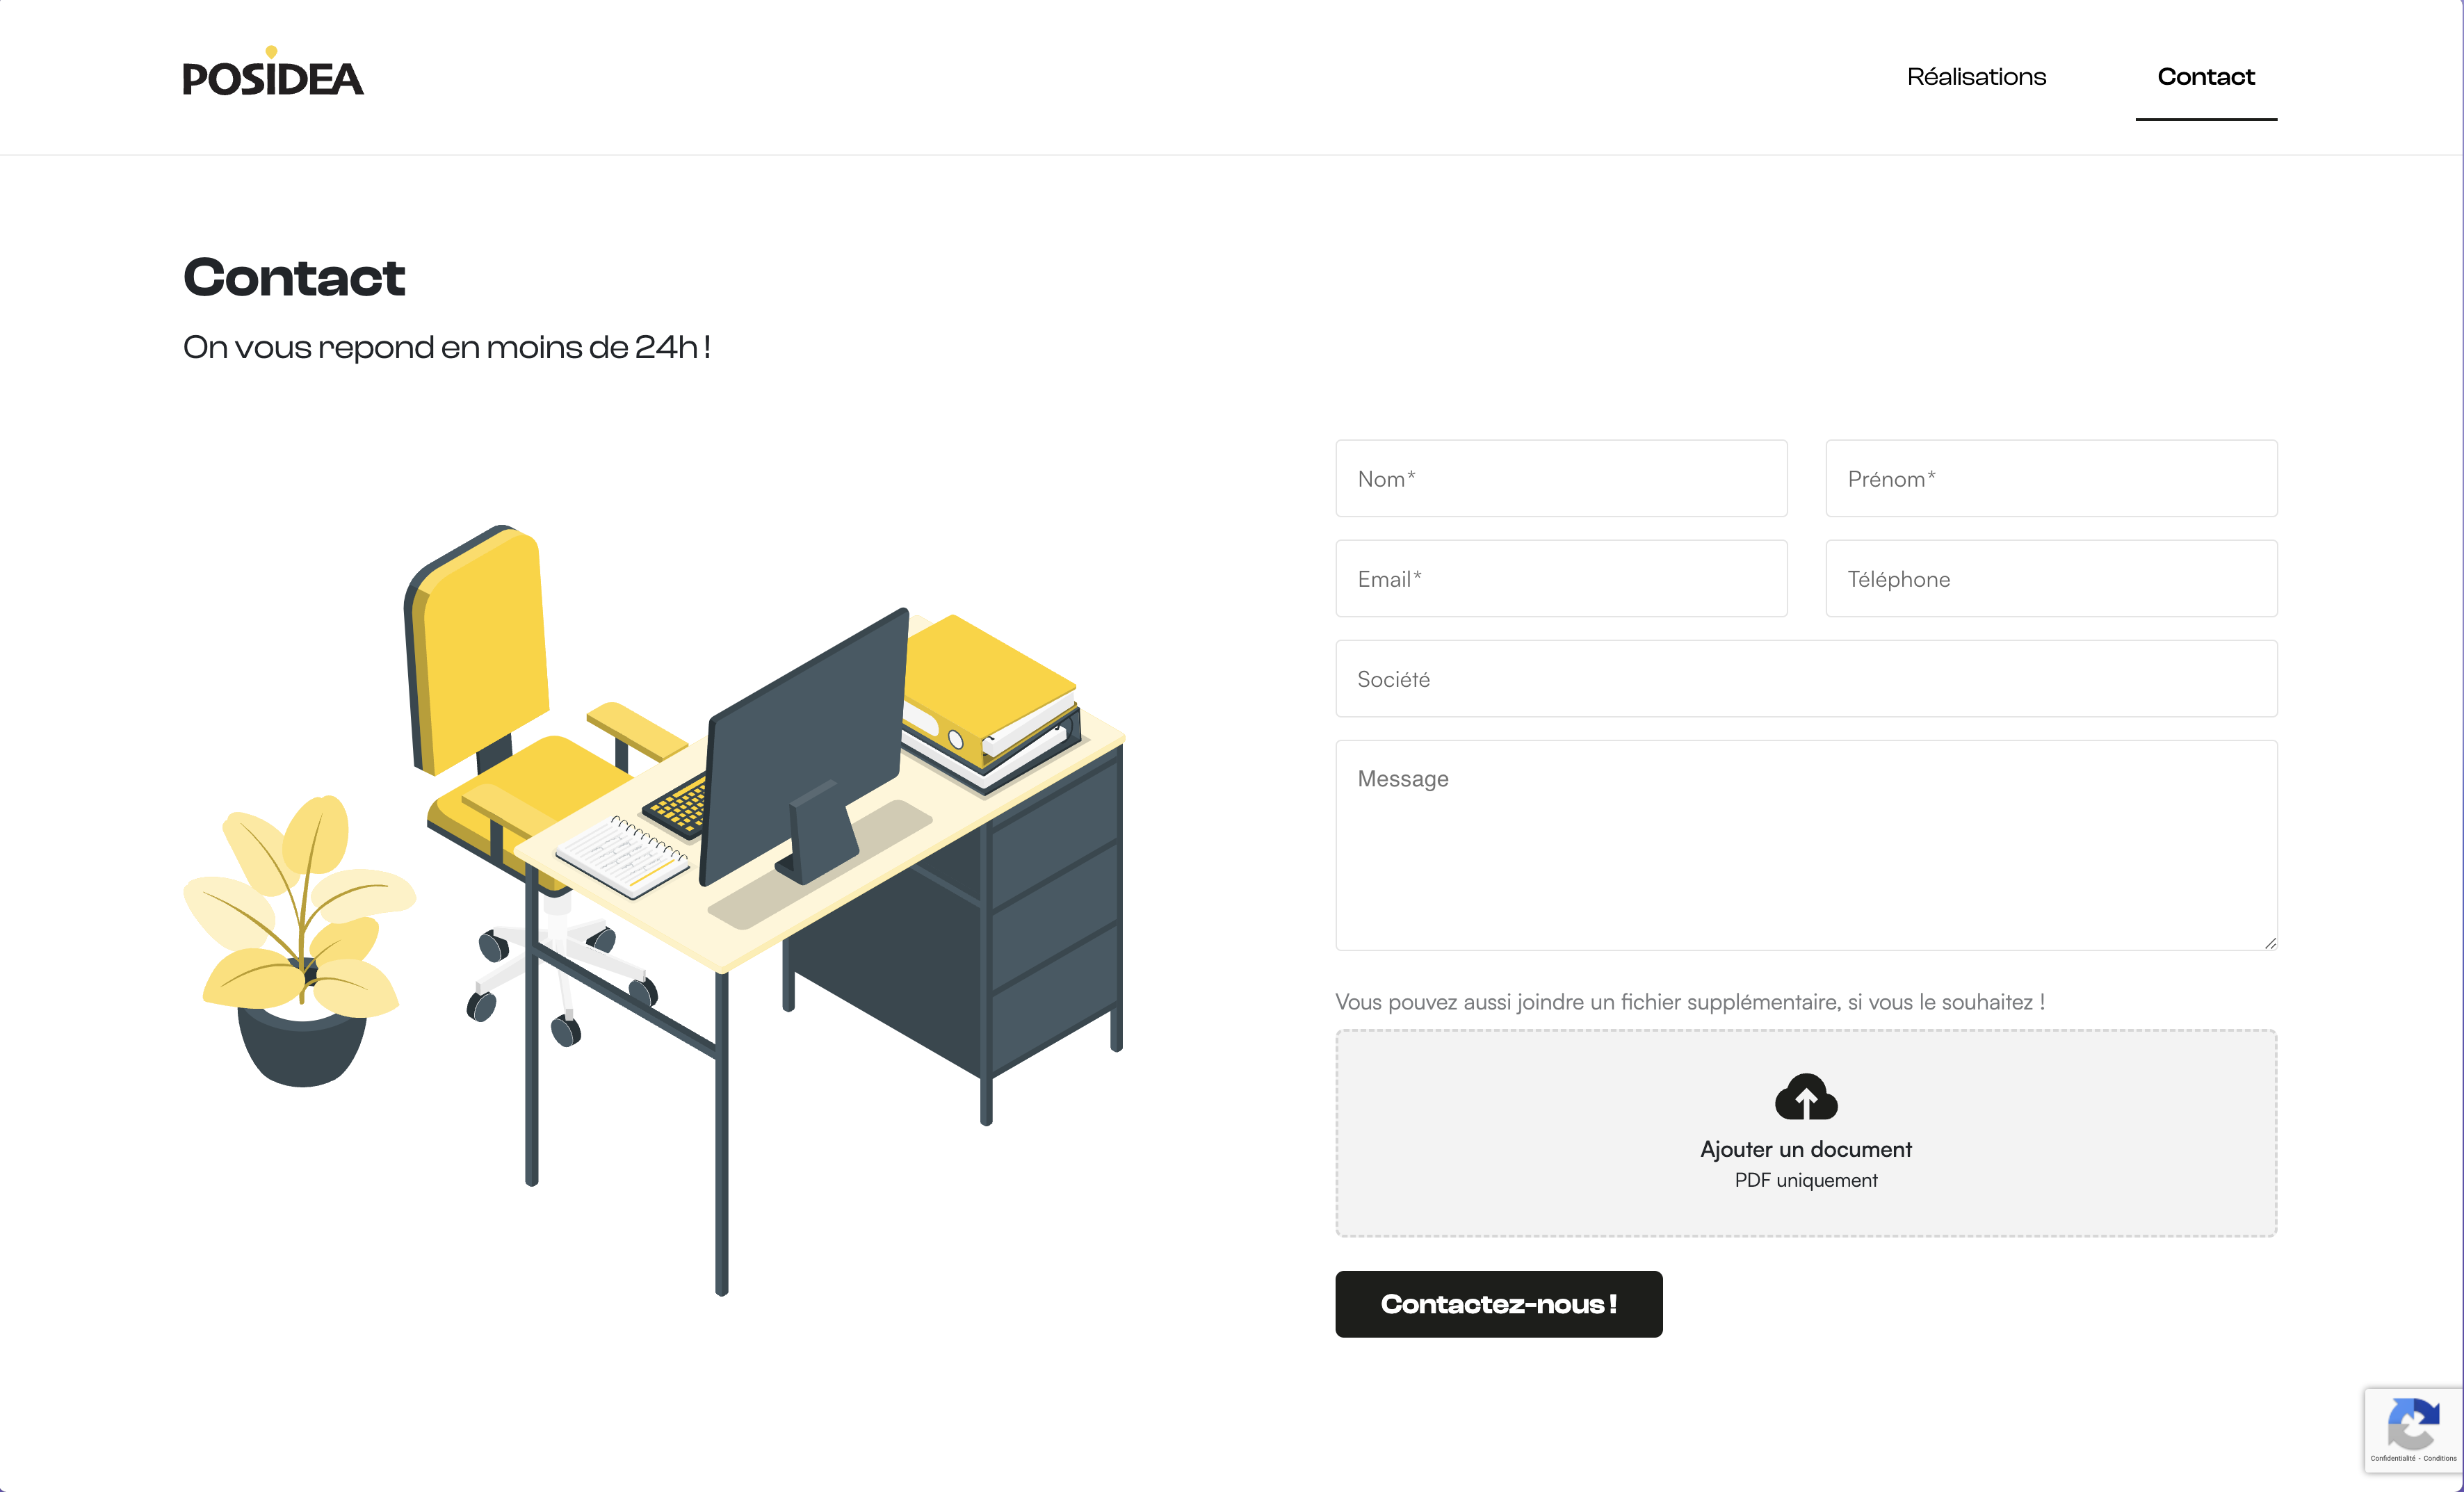 POSIDEA
Réalisations
Contact
Contact
On vous repond en moins de 24h !
Nom*
Prénom*
Email*
Téléphone
Société
Message
Vous pouvez aussi joindre un fichier supplémentaire, si vous le souhaitez !
Ajouter un document
PDF uniquement
Contactez-nous !
Confidentialité - Conditions